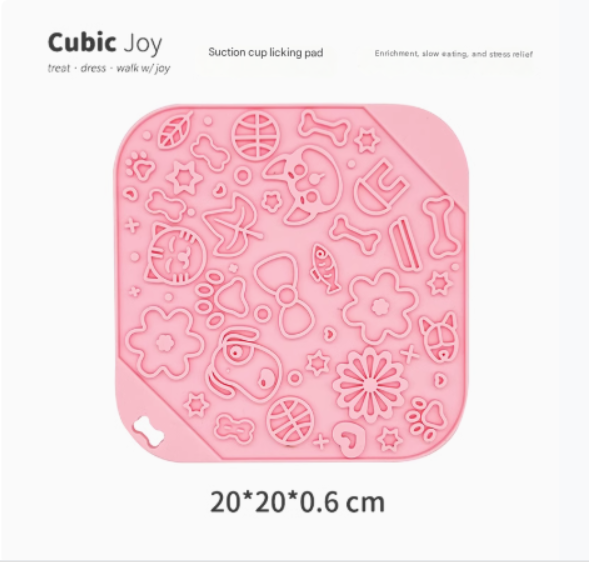 Cubic Joy
treat - dress - walk w/ joy
Suction cup licking pad
Enrichment, slow eating, and stress relief
20*20*0.6 cm